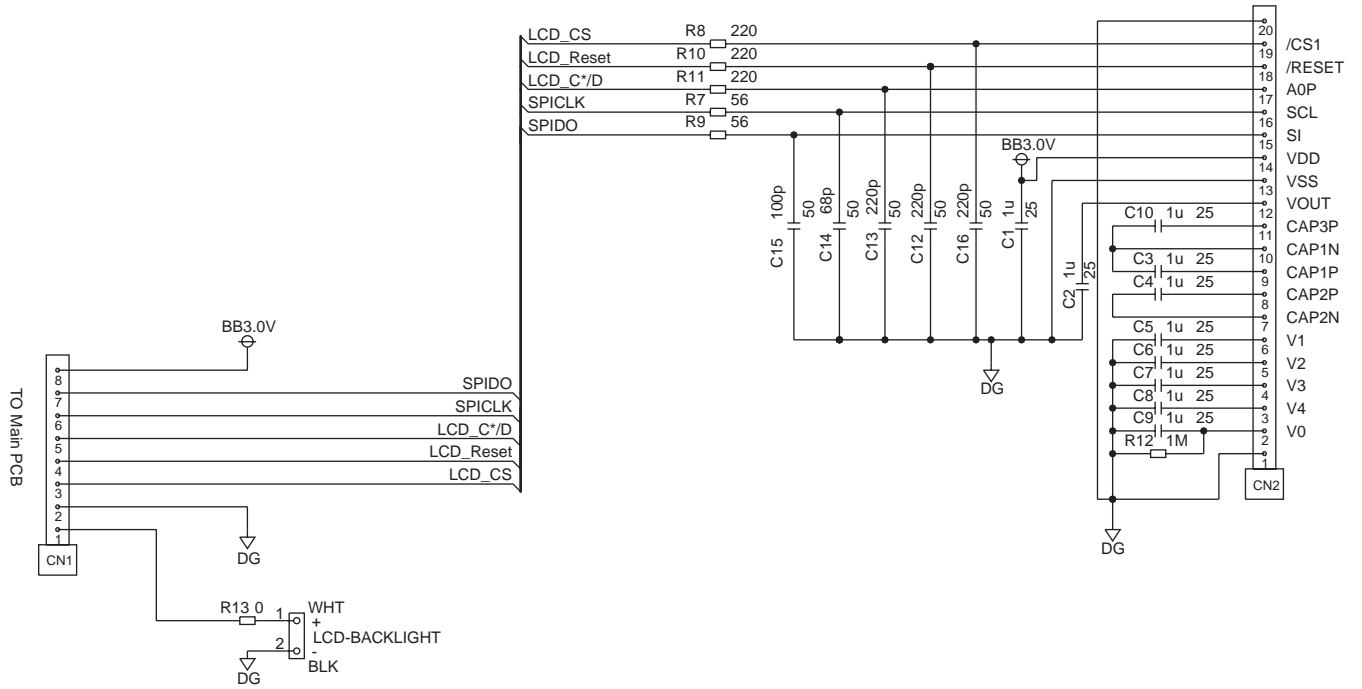 LCD_CS R8 220
LCD_Reset R10 220
LCD_C*/D R11 220
SPICLK R7 56
SPIDO R9 56
20
/CS1
19
/RESET
18
A0P
17
SCL
16
SI
15
VDD
14
VSS
13
VOUT
12
CAP3P
11
CAP1N
10
CAP1P
9
CAP2P
8
CAP2N
7
V1
6
V2
5
V3
4
V4
3
V0
2
1
CN2
BB3.0V
C15 100p 50
C14 68p 50
C13 220p 50
C12 220p 50
C16 220p 50
C1 1u 25
C2 1u 25
DG
C10 1u 25
C3 1u 25
C4 1u 25
C5 1u 25
C6 1u 25
C7 1u 25
C8 1u 25
C9 1u 25
R12 1M
DG
BB3.0V
TO Main PCB
8
SPIDO
7
SPICLK
6
LCD_C*/D
5
LCD_Reset
4
LCD_CS
3
2
1
CN1
DG
R13 0
1 WHT
+
LCD-BACKLIGHT
2 -
BLK
DG